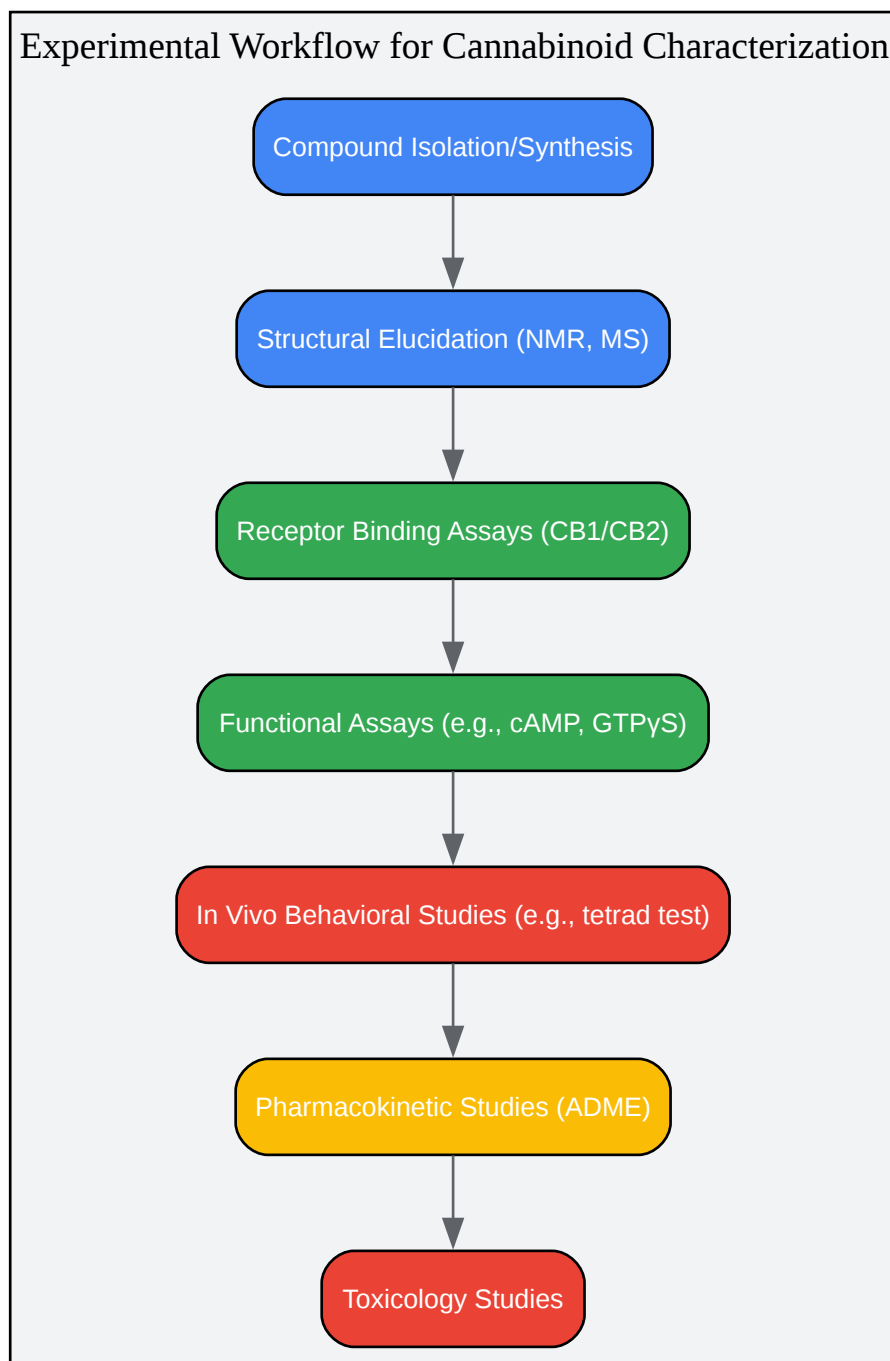 Experimental Workflow for Cannabinoid Characterization
Compound Isolation/Synthesis
Structural Elucidation (NMR, MS)
Receptor Binding Assays (CB1/CB2)
Functional Assays (e.g., cAMP, GTPγS)
In Vivo Behavioral Studies (e.g., tetrad test)
Pharmacokinetic Studies (ADME)
Toxicology Studies